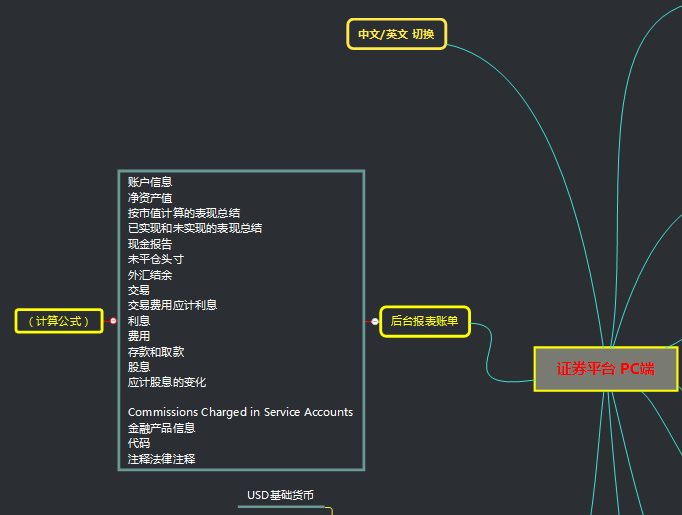 中文/英文 切换
账户信息
净资产值
按市值计算的表现总结
已实现和未实现的表现总结
现金报告
未平仓头寸
外汇结余
交易
交易费用应计利息
利息
费用
存款和取款
股息
应计股息的变化
Commissions Charged in Service Accounts
金融产品信息
代码
注释法律注释
（计算公式）
后台报表账单
证券平台 PC端
USD基础货币